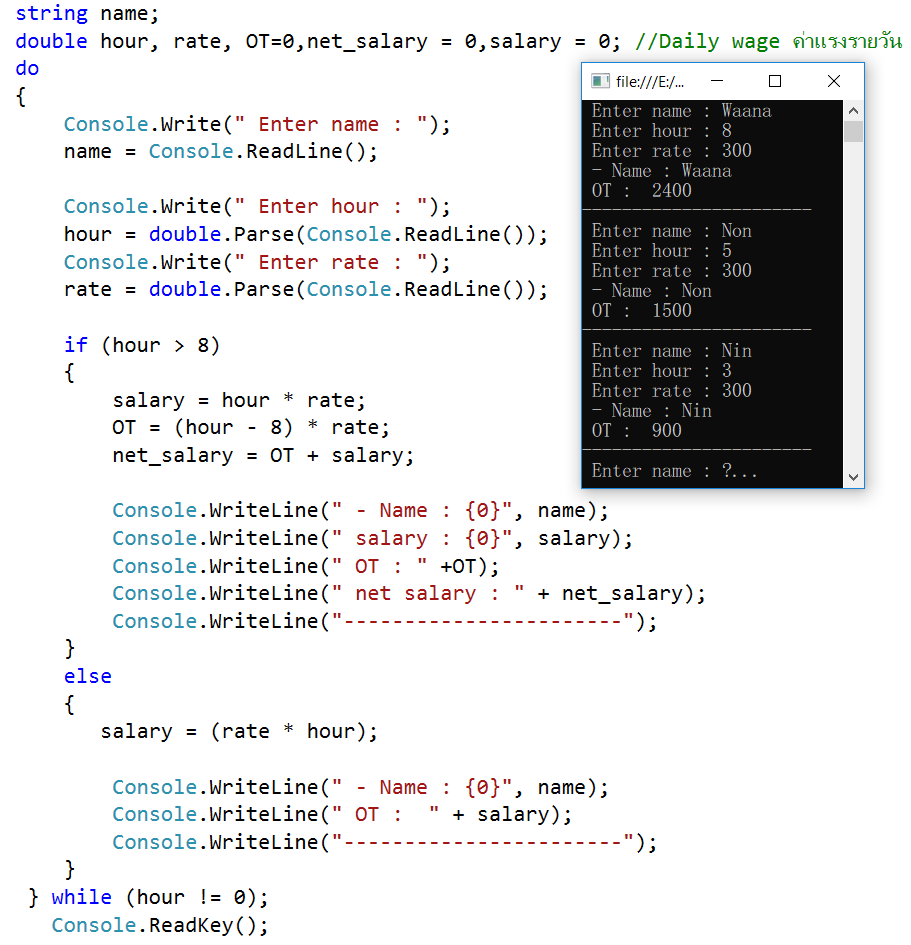 string name;
double hour, rate, OT=0,net_salary = 0,salary = 0; //Daily wage ค่าแรงรายวัน
do
{
Console.Write(" Enter name : ");
name = Console.ReadLine();
Console.Write(" Enter hour : ");
hour = double.Parse(Console.ReadLine());
Console.Write(" Enter rate : ");
rate = double.Parse(Console.ReadLine());
if (hour > 8)
{
salary = hour * rate;
OT = (hour - 8) * rate;
net_salary = OT + salary;
Console.WriteLine(" - Name : {0}", name);
Console.WriteLine(" salary : {0}", salary);
Console.WriteLine(" OT : " +OT);
Console.WriteLine(" net salary : " + net_salary);
Console.WriteLine("-----------------------");
}
else
{
salary = (rate * hour);
Console.WriteLine(" - Name : {0}", name);
Console.WriteLine(" OT :  " + salary);
Console.WriteLine("-----------------------");
}
} while (hour != 0);
Console.ReadKey();
file:///E:/...
Enter name : Waana
Enter hour : 8
Enter rate : 300
- Name : Waana
OT :  2400
-----------------------
Enter name : Non
Enter hour : 5
Enter rate : 300
- Name : Non
OT :  1500
-----------------------
Enter name : Nin
Enter hour : 3
Enter rate : 300
- Name : Nin
OT :  900
-----------------------
Enter name : ?...